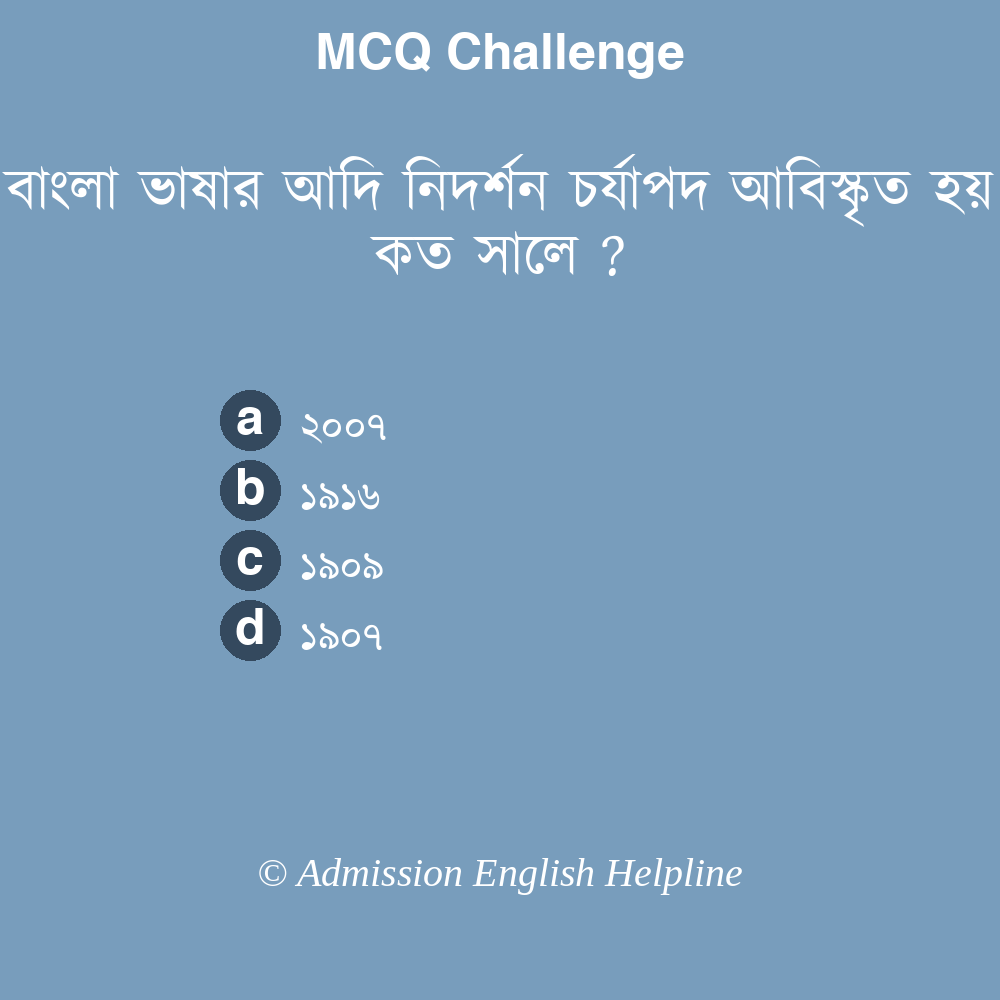 MCQ Challenge
বাংলা ভাষার আদি নিদর্শন চর্যাপদ আবিস্কৃত হয়
কত সালে ?
a ২০০৭
b ১৯১৬
c ১৯০৯
d ১৯০৭
© Admission English Helpline